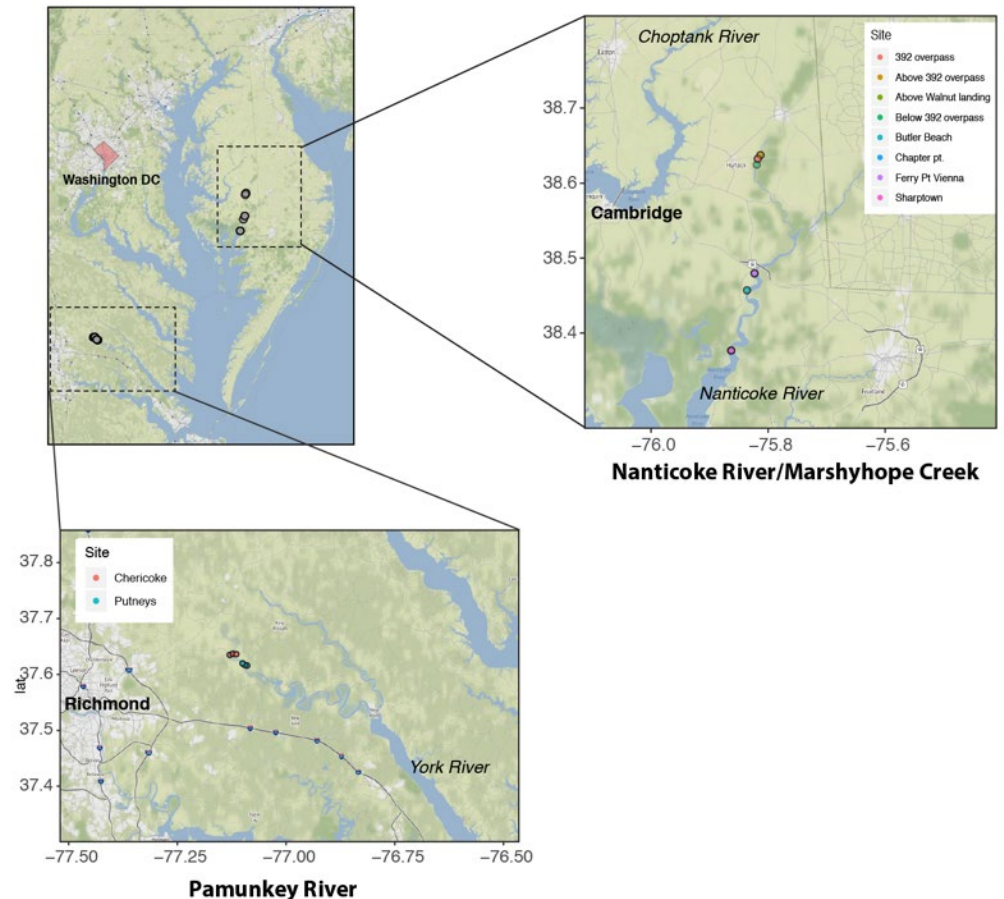 Washington DC
Choptank River
Cambridge
Nanticoke River
Site
392 overpass
Above 392 overpass
Above Walnut landing
Below 392 overpass
Butler Beach
Chapter pt.
Ferry Pt Vienna
Sharptown
38.7
38.6
38.5
38.4
−76.0
−75.8
−75.6
Nanticoke River/Marshyhope Creek
Site
Chericoke
Putneys
Richmond
York River
lat
37.8
37.7
37.6
37.5
37.4
−77.50
−77.25
−77.00
−76.75
−76.50
Pamunkey River